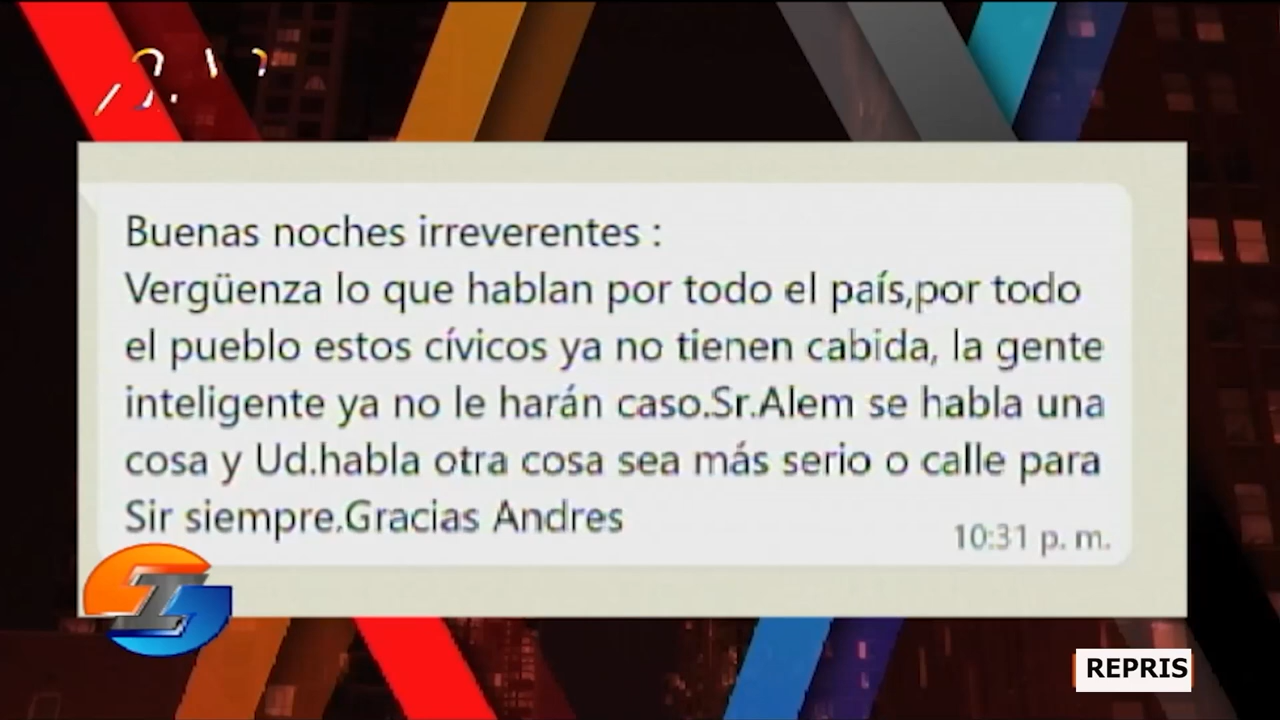 Buenas noches irreverentes :
Vergüenza lo que hablan por todo el país,por todo
el pueblo estos cívicos ya no tienen cabida, la gente
inteligente ya no le harán caso.Sr.Alem se habla una
cosa y Ud.habla otra cosa sea más serio o calle para
Sir siempre.Gracias Andres
10:31 p. m.
REPRIS